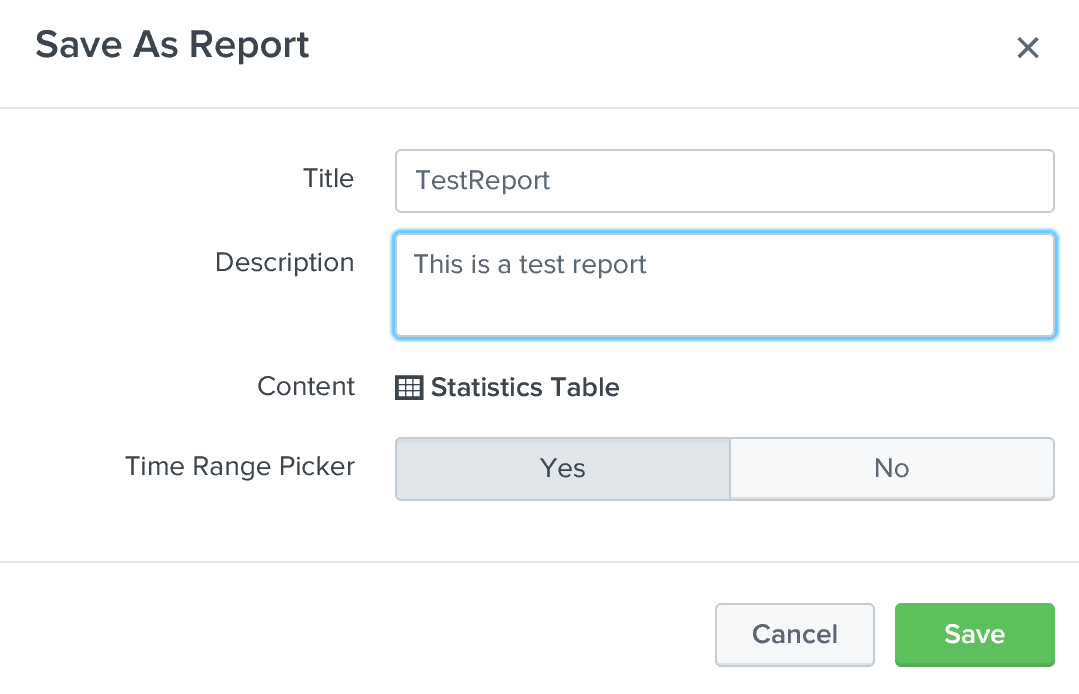 Save As Report
Title
TestReport
Description
This is a test report
Content
Statistics Table
Time Range Picker
Yes
No
Cancel
Save